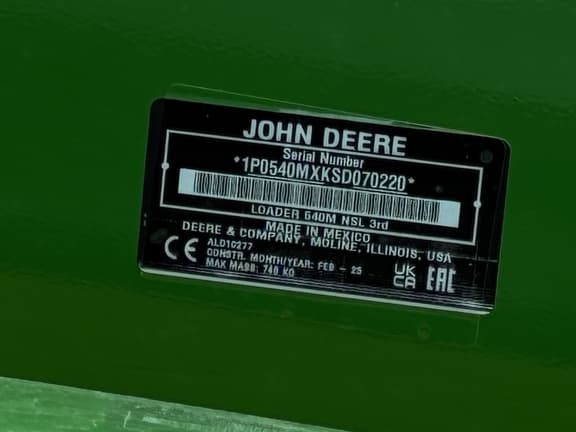 JOHN DEERE
Serial Number
*1P0540MXKSD070220*
LOADER 540M NSL 3rd
MADE IN MEXICO
DEERE & COMPANY, MOLINE, ILLINOIS, USA
ALD10277
CONSTR. MONTH/YEAR: FEB - 25
MAX MASS: 740 KG
CE
UK
CA
EAC